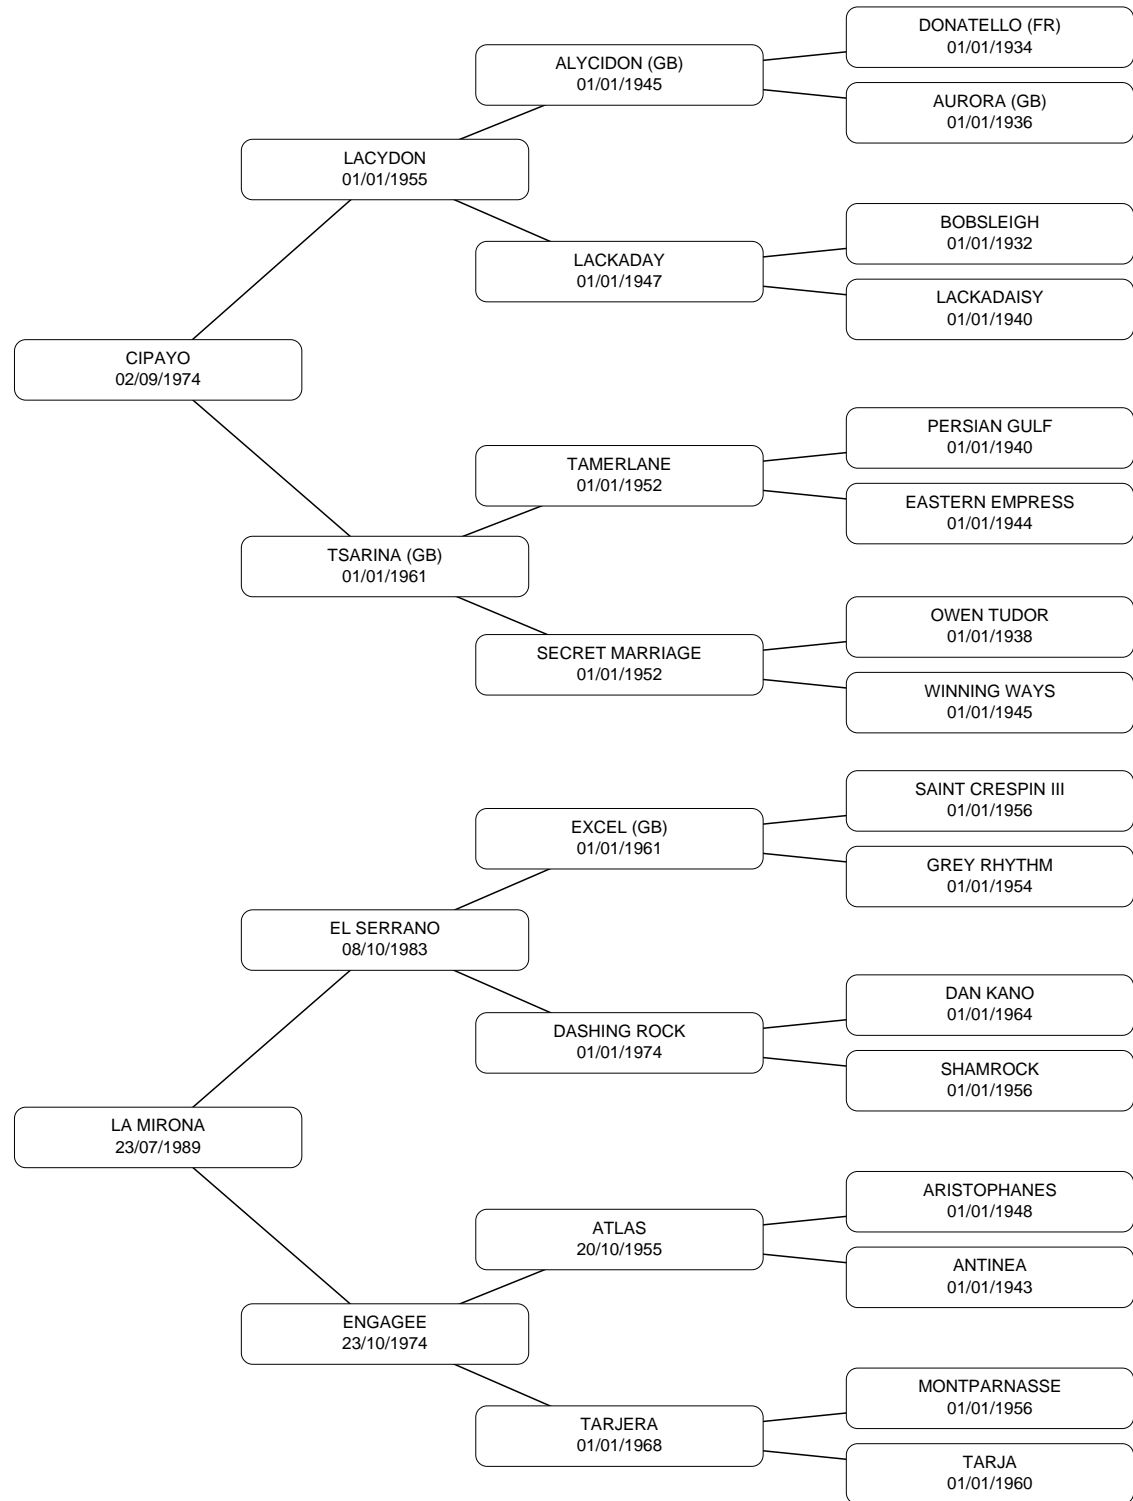 DONATELLO (FR)
01/01/1934
ALYCIDON (GB)
01/01/1945
AURORA (GB)
01/01/1936
LACYDON
01/01/1955
BOBSLEIGH
01/01/1932
LACKADAY
01/01/1947
LACKADAISY
01/01/1940
CIPAYO
02/09/1974
PERSIAN GULF
01/01/1940
TAMERLANE
01/01/1952
EASTERN EMPRESS
01/01/1944
TSARINA (GB)
01/01/1961
OWEN TUDOR
01/01/1938
SECRET MARRIAGE
01/01/1952
WINNING WAYS
01/01/1945
SAINT CRESPIN III
01/01/1956
EXCEL (GB)
01/01/1961
GREY RHYTHM
01/01/1954
EL SERRANO
08/10/1983
DAN KANO
01/01/1964
DASHING ROCK
01/01/1974
SHAMROCK
01/01/1956
LA MIRONA
23/07/1989
ARISTOPHANES
01/01/1948
ATLAS
20/10/1955
ANTINEA
01/01/1943
ENGAGEE
23/10/1974
MONTPARNASSE
01/01/1956
TARJERA
01/01/1968
TARJA
01/01/1960